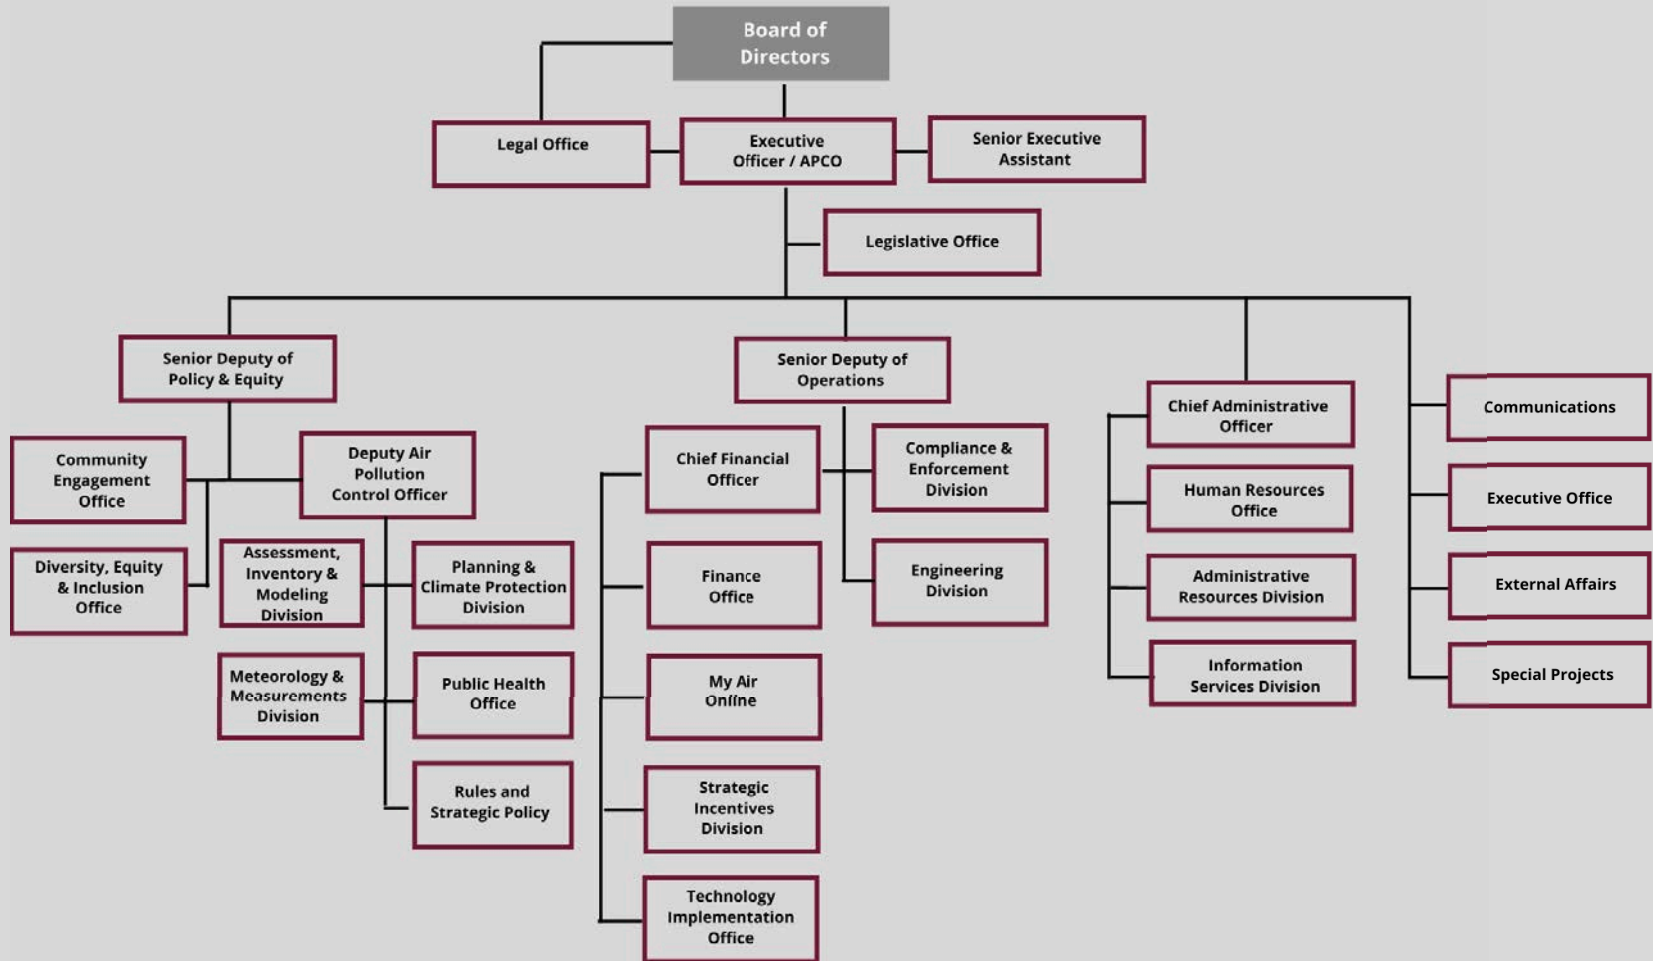 Board of
Directors
Legal Office
Executive
Officer / APCO
Senior Executive
Assistant
Legislative Office
Senior Deputy of
Policy & Equity
Senior Deputy of
Operations
Chief Administrative
Officer
Communications
Community
Engagement
Office
Deputy Air
Pollution
Control Officer
Chief Financial
Officer
Compliance &
Enforcement
Division
Human Resources
Office
Executive Office
Diversity, Equity
& Inclusion
Office
Assessment,
Inventory &
Modeling
Division
Planning &
Climate Protection
Division
Finance
Office
Engineering
Division
Administrative
Resources Division
External Affairs
Meteorology &
Measurements
Division
Public Health
Office
My Air
Online
Information
Services Division
Special Projects
Rules and
Strategic Policy
Strategic
Incentives
Division
Technology
Implementation
Office